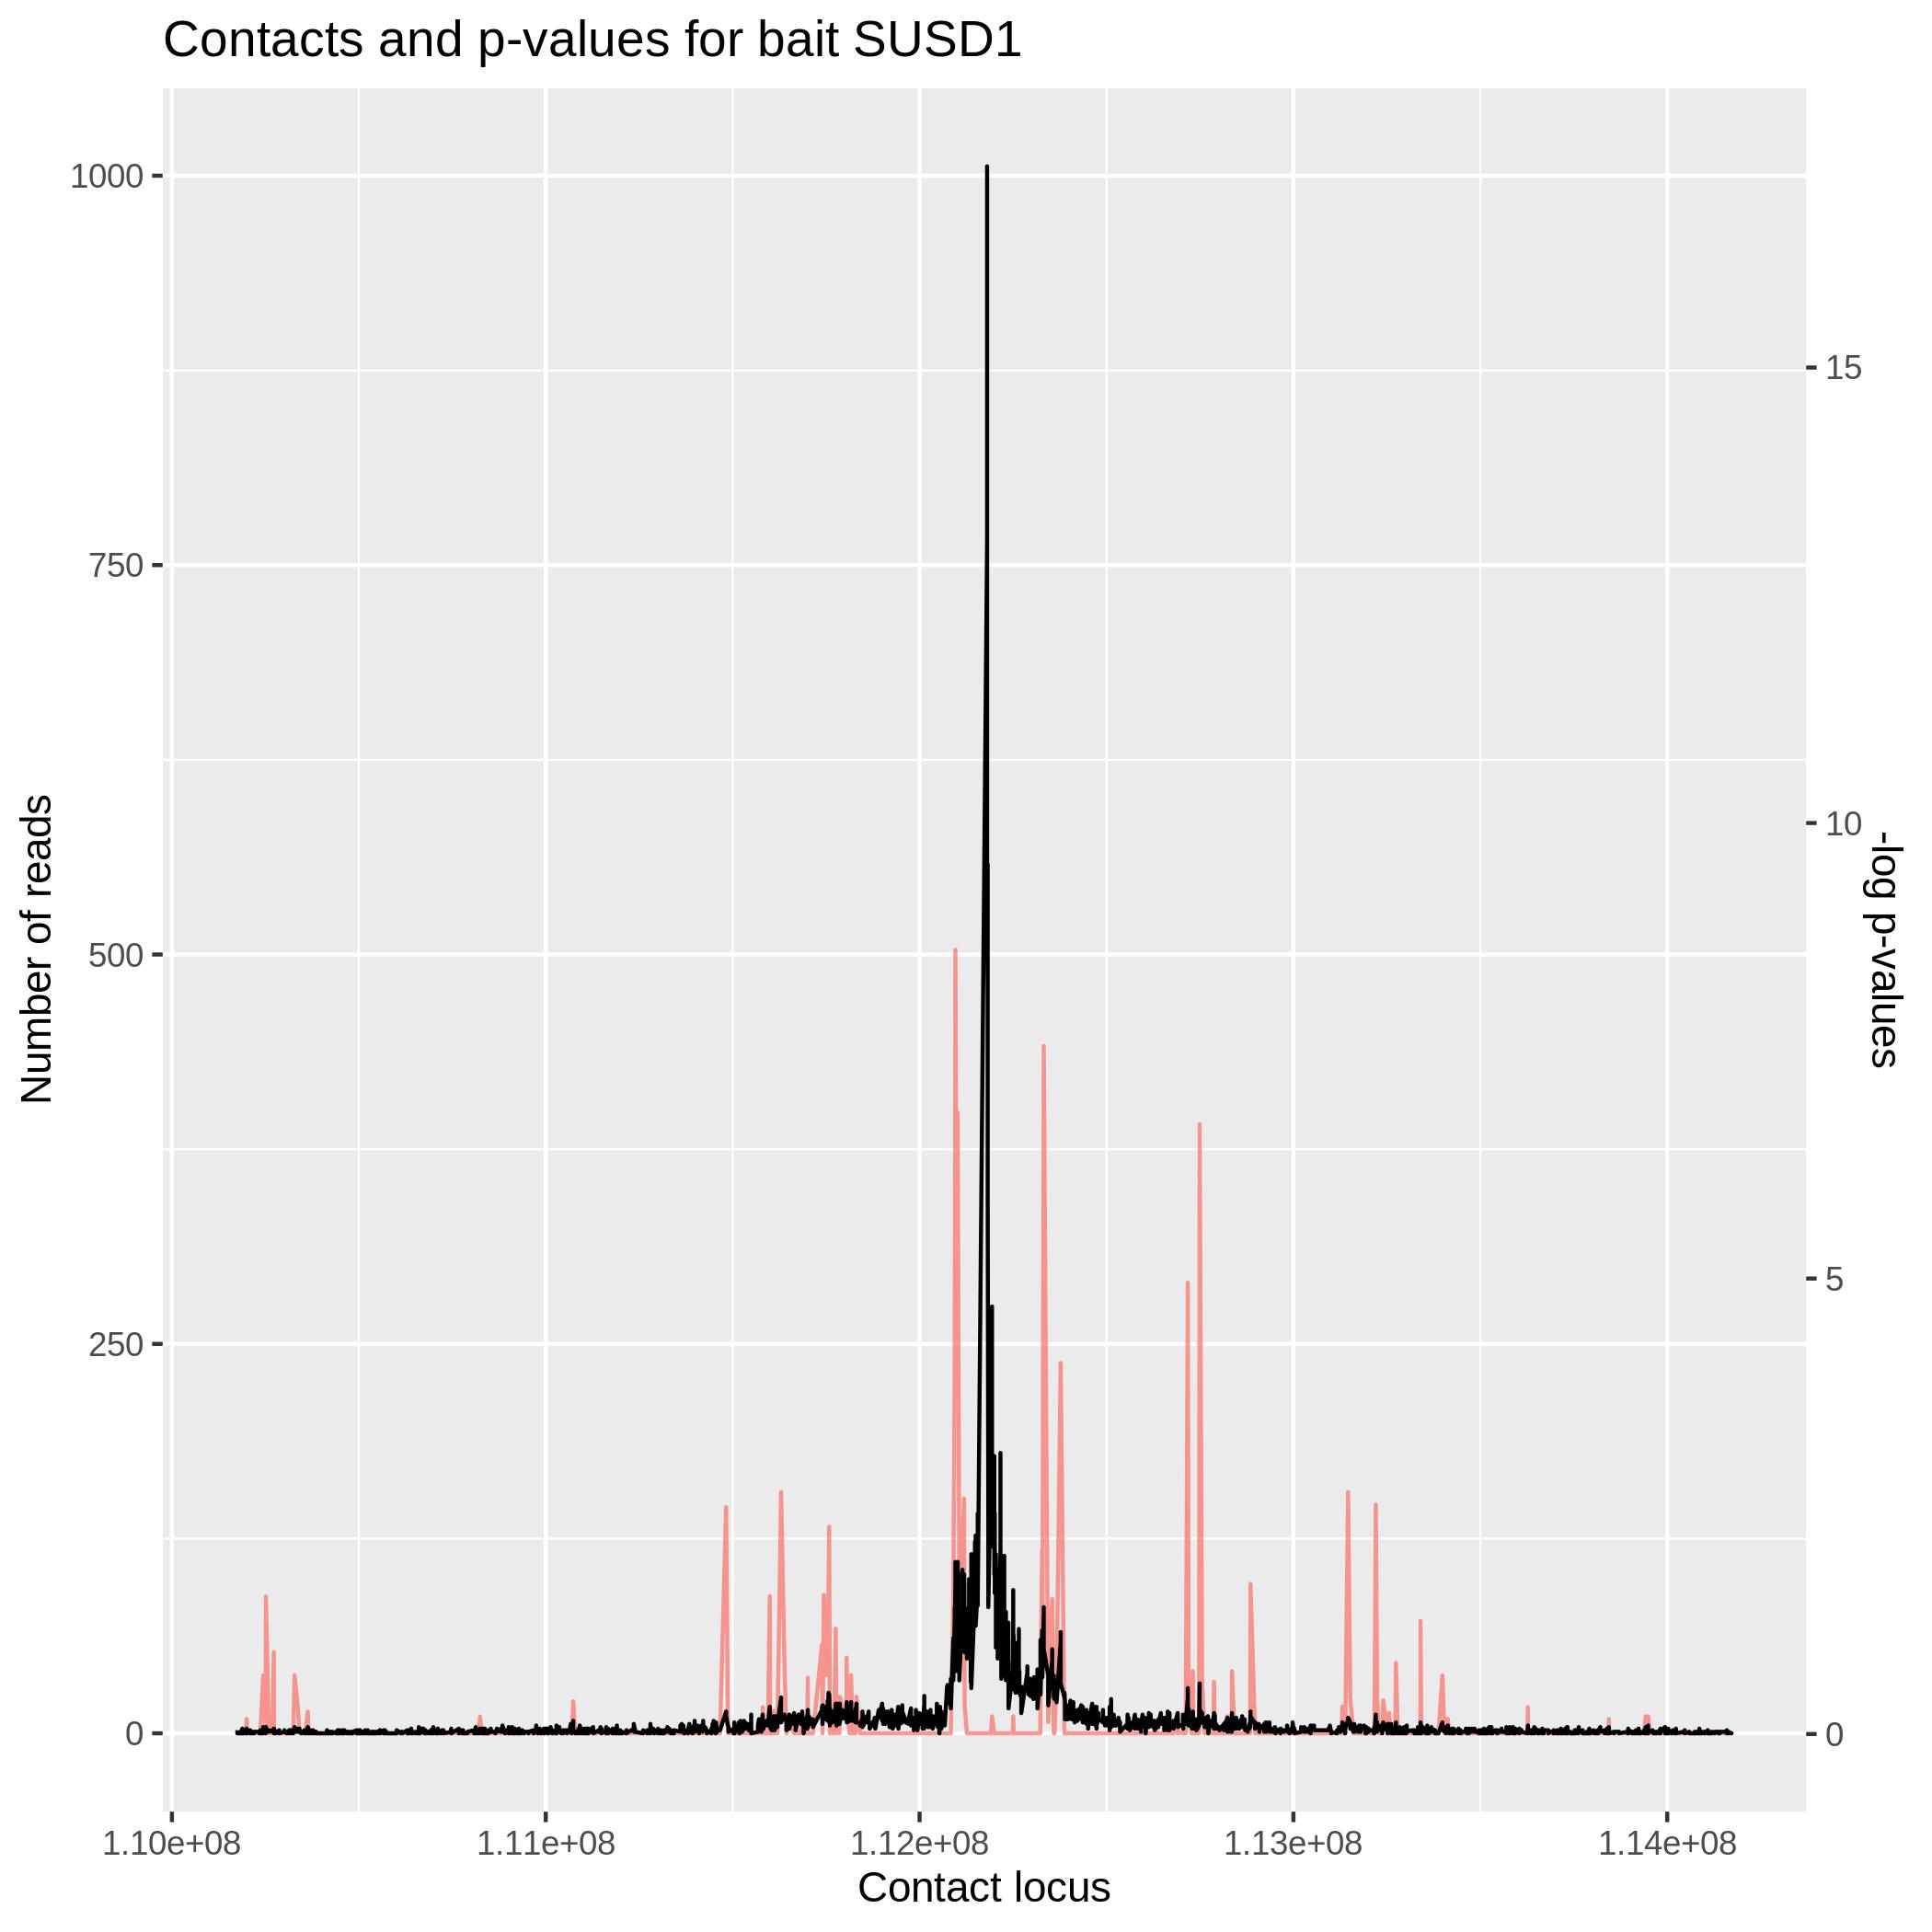 Contacts and p-values for bait SUSD1
1000
750
500
250
0
Number of reads
15
10
5
0
-log p-values
1.10e+08
1.11e+08
1.12e+08
1.13e+08
1.14e+08
Contact locus